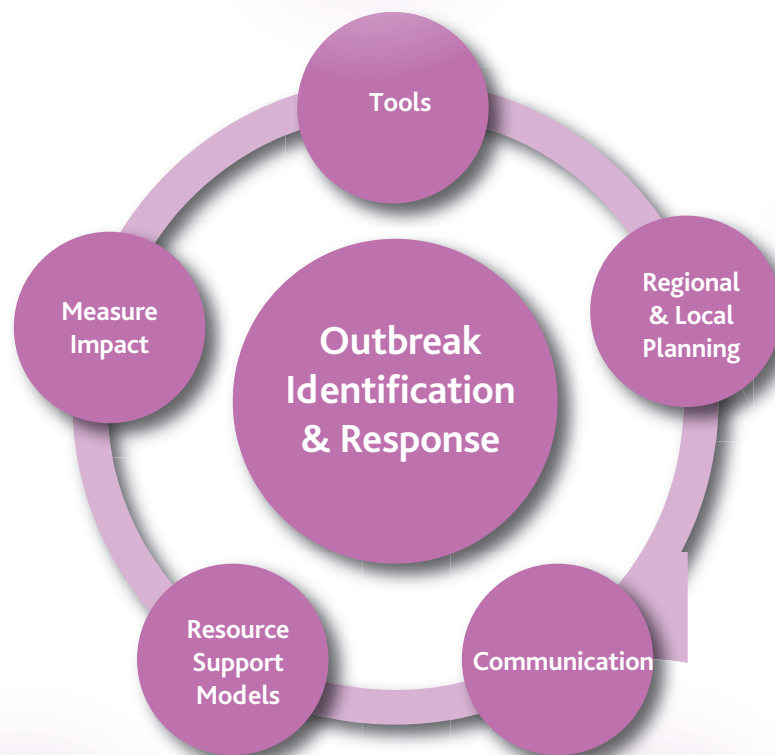 Tools
Regional
& Local
Planning
Measure
Impact
Outbreak
Identification
& Response
Resource
Support
Models
Communication